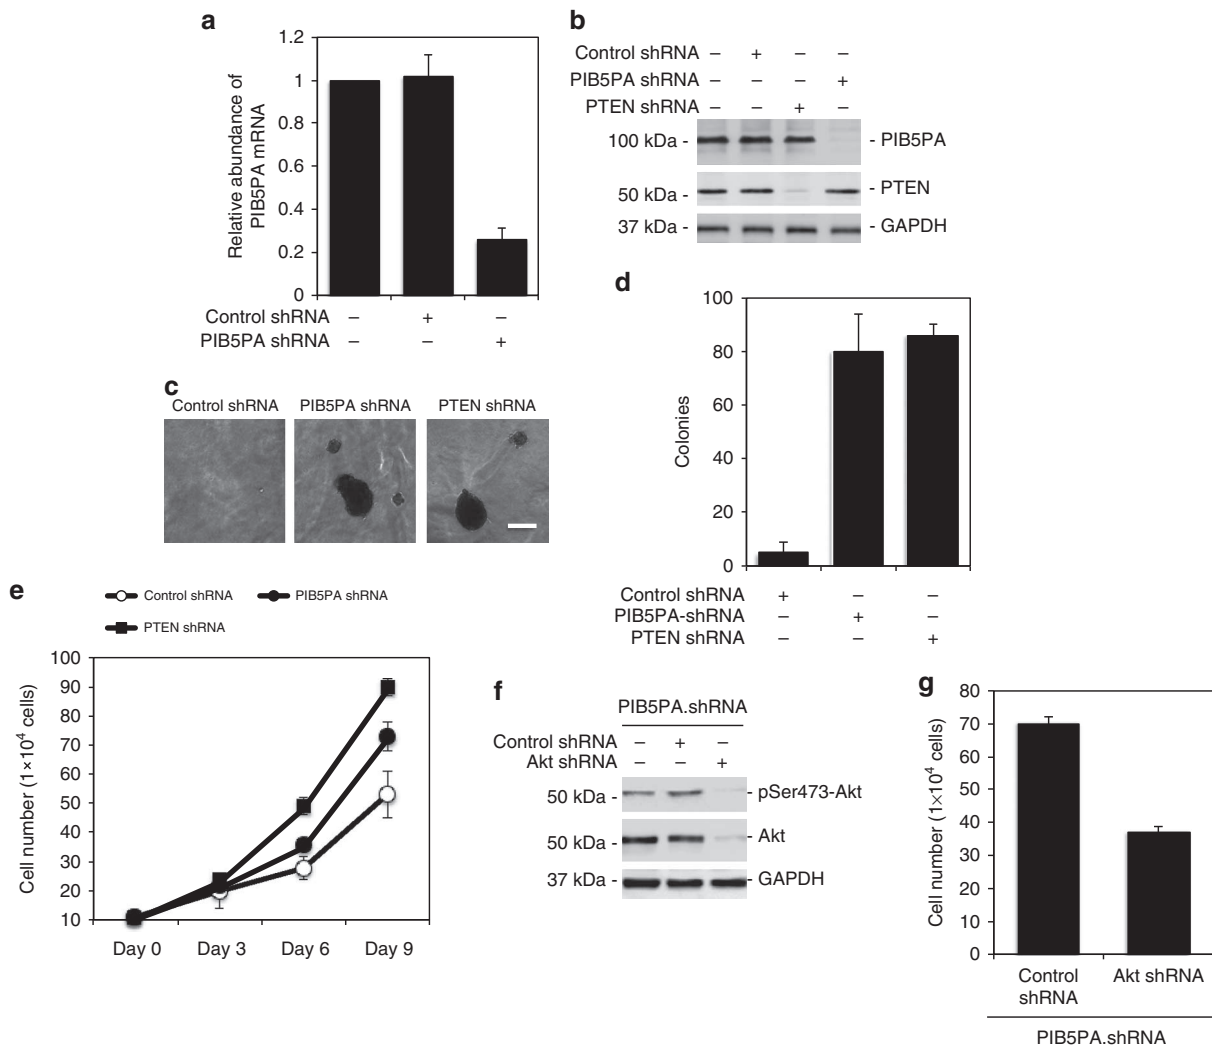 a
1.2
1
0.8
0.6
0.4
0.2
0
Relative abundance of
PIB5PA mRNA
Control shRNA – + –
PIB5PA shRNA – – +
b
Control shRNA – + – –
PIB5PA shRNA – – – +
PTEN shRNA – – + –
100 kDa - - PIB5PA
50 kDa - - PTEN
37 kDa - - GAPDH
c
Control shRNA PIB5PA shRNA PTEN shRNA
d
100
80
60
40
20
0
Colonies
Control shRNA + – –
PIB5PA-shRNA – + –
PTEN shRNA – – +
e
Control shRNA PIB5PA shRNA
PTEN shRNA
100
90
80
70
60
50
40
30
20
10
Cell number (1×10⁴ cells)
Day 0 Day 3 Day 6 Day 9
f
PIB5PA.shRNA
Control shRNA – + –
Akt shRNA – – +
50 kDa - - pSer473-Akt
50 kDa - - Akt
37 kDa - - GAPDH
g
80
70
60
50
40
30
20
10
0
Cell number (1×10⁴ cells)
Control
shRNA
Akt shRNA
PIB5PA.shRNA